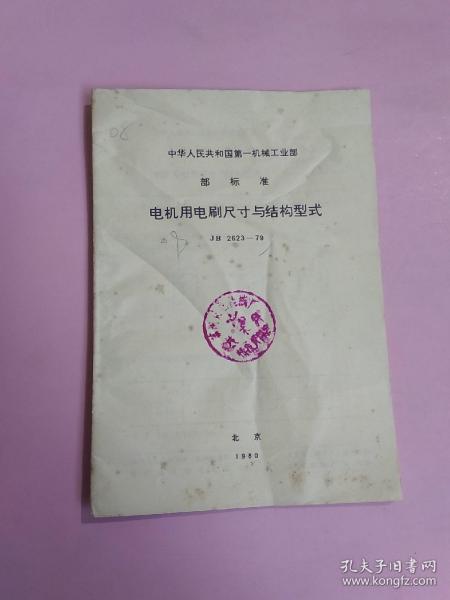 06
中华人民共和国第一机械工业部
部标准
电机用电刷尺寸与结构型式
JB 2623—79
北京
1980
孔夫子旧书网
www.kongfz.com